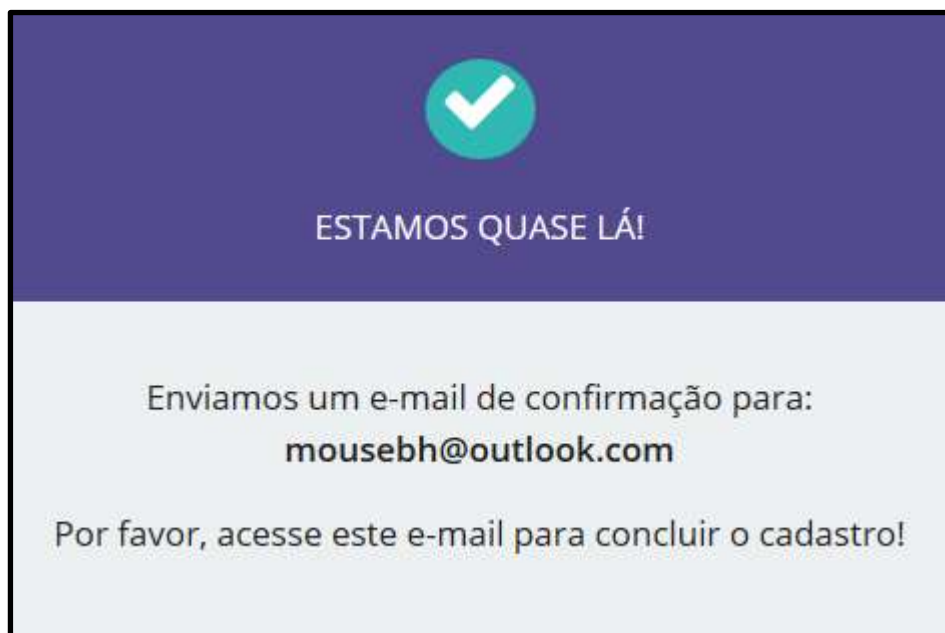 ESTAMOS QUASE LÁ!
Enviamos um e-mail de confirmação para:
mousebh@outlook.com
Por favor, acesse este e-mail para concluir o cadastro!